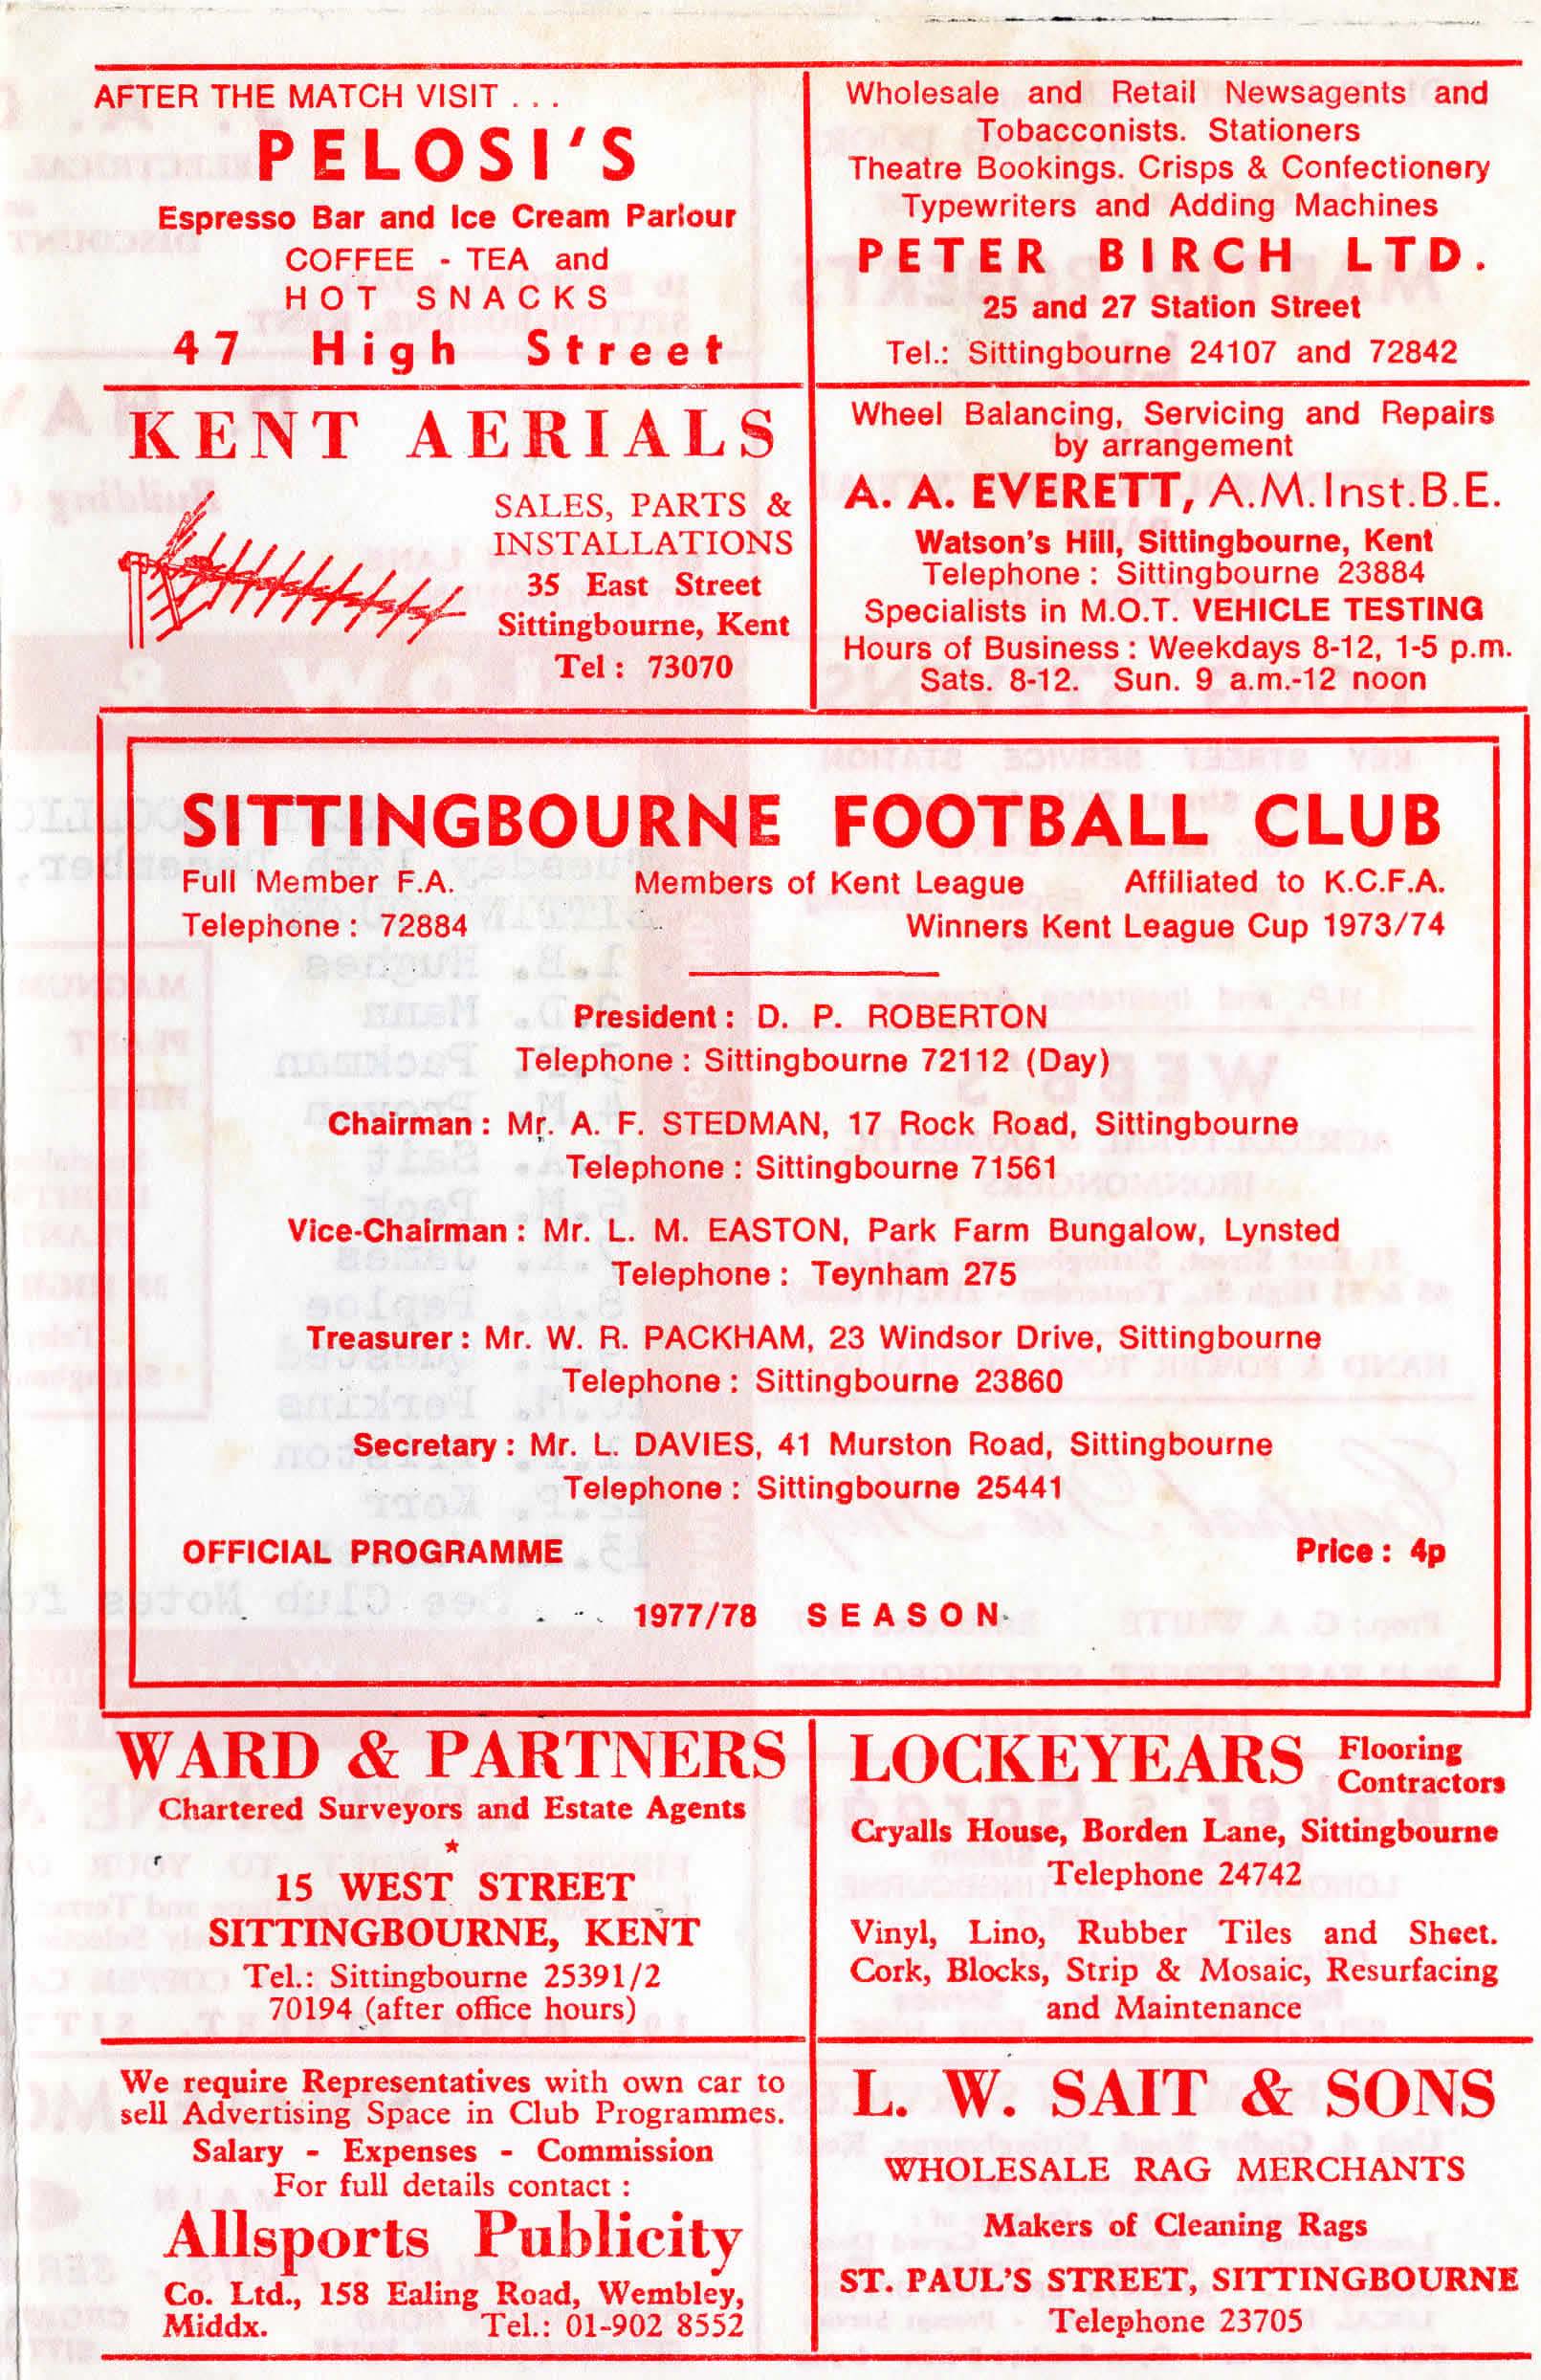 AFTER THE MATCH VISIT . . .
PELOSI'S
Espresso Bar and Ice Cream Parlour
COFFEE - TEA and
HOT SNACKS
47 High Street
Wholesale and Retail Newsagents and
Tobacconists. Stationers
Theatre Bookings. Crisps & Confectionery
Typewriters and Adding Machines
PETER BIRCH LTD.
25 and 27 Station Street
Tel.: Sittingbourne 24107 and 72842
KENT AERIALS
SALES, PARTS &
INSTALLATIONS
35 East Street
Sittingbourne, Kent
Tel : 73070
Wheel Balancing, Servicing and Repairs
by arrangement
A. A. EVERETT, A.M.Inst.B.E.
Watson's Hill, Sittingbourne, Kent
Telephone : Sittingbourne 23884
Specialists in M.O.T. VEHICLE TESTING
Hours of Business : Weekdays 8-12, 1-5 p.m.
Sats. 8-12. Sun. 9 a.m.-12 noon
SITTINGBOURNE FOOTBALL CLUB
Full Member F.A. Members of Kent League Affiliated to K.C.F.A.
Telephone : 72884 Winners Kent League Cup 1973/74
President : D. P. ROBERTON
Telephone : Sittingbourne 72112 (Day)
Chairman : Mr. A. F. STEDMAN, 17 Rock Road, Sittingbourne
Telephone : Sittingbourne 71561
Vice-Chairman : Mr. L. M. EASTON, Park Farm Bungalow, Lynsted
Telephone : Teynham 275
Treasurer : Mr. W. R. PACKHAM, 23 Windsor Drive, Sittingbourne
Telephone : Sittingbourne 23860
Secretary : Mr. L. DAVIES, 41 Murston Road, Sittingbourne
Telephone : Sittingbourne 25441
OFFICIAL PROGRAMME Price : 4p
1977/78 SEASON
WARD & PARTNERS
Chartered Surveyors and Estate Agents
★
15 WEST STREET
SITTINGBOURNE, KENT
Tel.: Sittingbourne 25391/2
70194 (after office hours)
LOCKEYEARS Flooring
Contractors
Cryalls House, Borden Lane, Sittingbourne
Telephone 24742
Vinyl, Lino, Rubber Tiles and Sheet.
Cork, Blocks, Strip & Mosaic, Resurfacing
and Maintenance
We require Representatives with own car to
sell Advertising Space in Club Programmes.
Salary - Expenses - Commission
For full details contact :
Allsports Publicity
Co. Ltd., 158 Ealing Road, Wembley,
Middx. Tel.: 01-902 8552
L. W. SAIT & SONS
WHOLESALE RAG MERCHANTS
Makers of Cleaning Rags
ST. PAUL'S STREET, SITTINGBOURNE
Telephone 23705